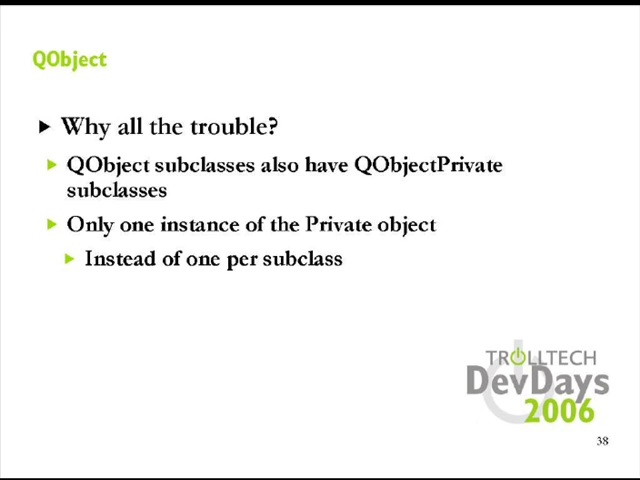 QObject
Why all the trouble?
QObject subclasses also have QObjectPrivate
subclasses
Only one instance of the Private object
Instead of one per subclass
TROLLTECH
DevDays
2006
38